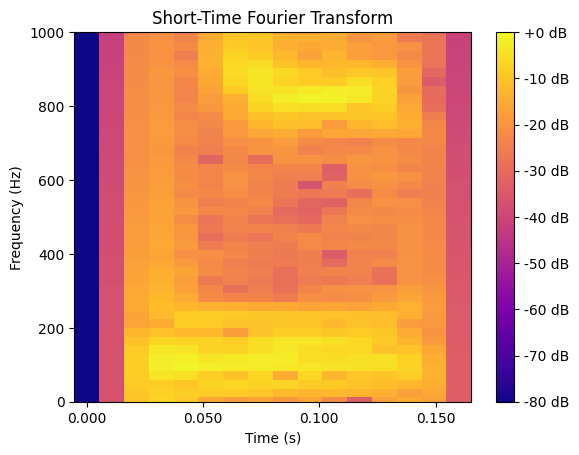 Short-Time Fourier Transform
1000
800
600
400
200
0
Frequency (Hz)
0.000
0.050
0.100
0.150
Time (s)
+0 dB
-10 dB
-20 dB
-30 dB
-40 dB
-50 dB
-60 dB
-70 dB
-80 dB